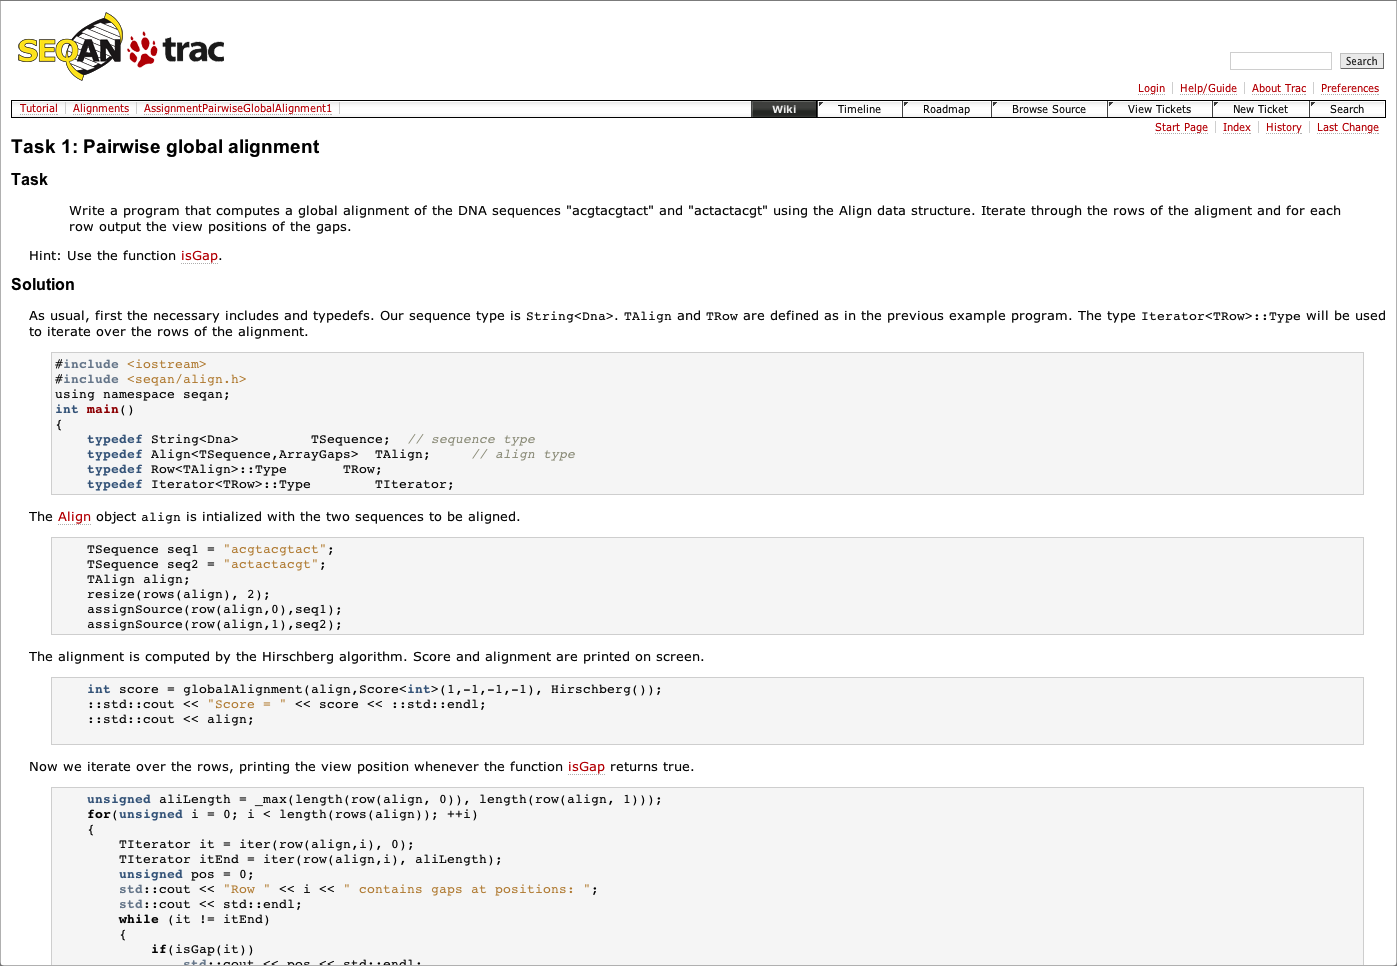 SEQAN trac
Search
Login Help/Guide About Trac Preferences
Tutorial Alignments AssignmentPairwiseGlobalAlignment1 Wiki Timeline Roadmap Browse Source View Tickets New Ticket Search
Start Page Index History Last Change
Task 1: Pairwise global alignment
Task
Write a program that computes a global alignment of the DNA sequences "acgtacgtact" and "actactacgt" using the Align data structure. Iterate through the rows of the aligment and for each
row output the view positions of the gaps.
Hint: Use the function isGap.
Solution
As usual, first the necessary includes and typedefs. Our sequence type is String<Dna>. TAlign and TRow are defined as in the previous example program. The type Iterator<TRow>::Type will be used
to iterate over the rows of the alignment.
#include <iostream>
#include <seqan/align.h>
using namespace seqan;
int main()
{
typedef String<Dna> TSequence; // sequence type
typedef Align<TSequence,ArrayGaps> TAlign; // align type
typedef Row<TAlign>::Type TRow;
typedef Iterator<TRow>::Type TIterator;
The Align object align is intialized with the two sequences to be aligned.
TSequence seq1 = "acgtacgtact";
TSequence seq2 = "actactacgt";
TAlign align;
resize(rows(align), 2);
assignSource(row(align,0),seq1);
assignSource(row(align,1),seq2);
The alignment is computed by the Hirschberg algorithm. Score and alignment are printed on screen.
int score = globalAlignment(align,Score<int>(1,-1,-1,-1), Hirschberg());
::std::cout << "Score = " << score << ::std::endl;
::std::cout << align;
Now we iterate over the rows, printing the view position whenever the function isGap returns true.
unsigned aliLength = _max(length(row(align, 0)), length(row(align, 1)));
for(unsigned i = 0; i < length(rows(align)); ++i)
{
TIterator it = iter(row(align,i), 0);
TIterator itEnd = iter(row(align,i), aliLength);
unsigned pos = 0;
std::cout << "Row " << i << " contains gaps at positions: ";
std::cout << std::endl;
while (it != itEnd)
{
if(isGap(it))
std::cout << pos << std::endl;